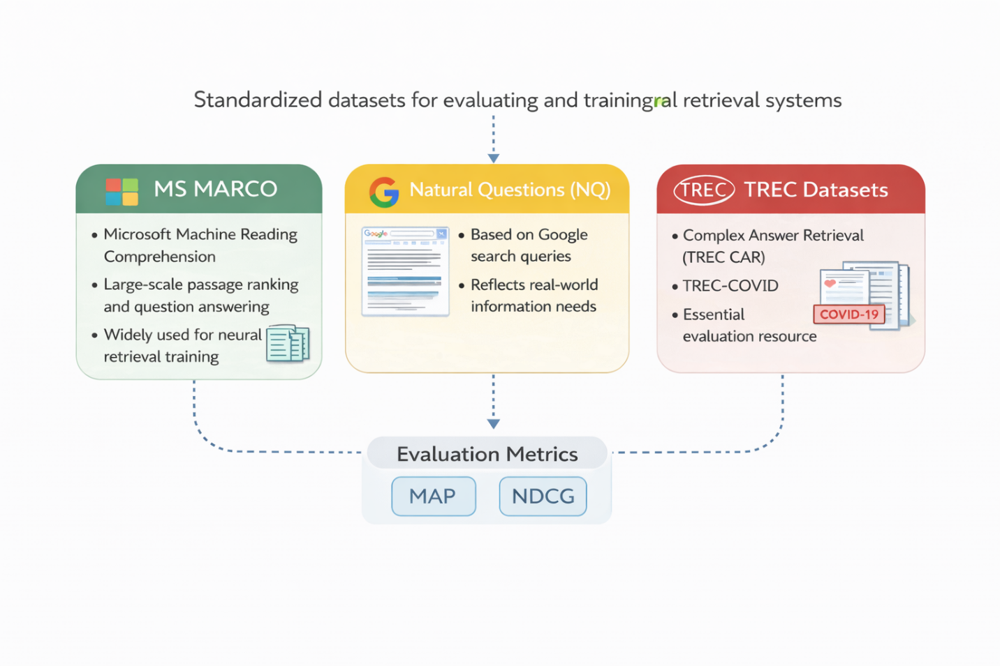 Standardized datasets for evaluating and trainingral retrieval systems
MS MARCO
• Microsoft Machine Reading
Comprehension
• Large-scale passage ranking
and question answering
• Widely used for neural
retrieval training
G Natural Questions (NQ)
Google
• Based on Google
search queries
• Reflects real-world
information needs
TREC TREC Datasets
• Complex Answer Retrieval
(TREC CAR)
• TREC-COVID
• Essential
evaluation resource
COVID-19
Evaluation Metrics
MAP
NDCG